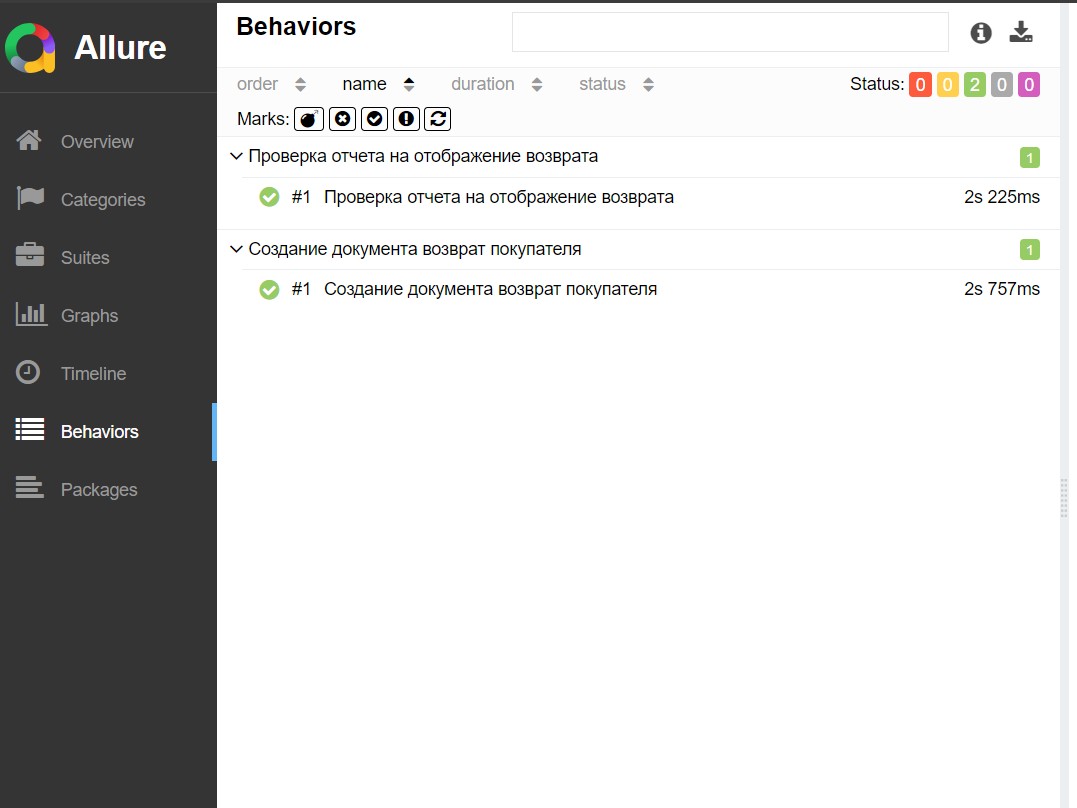 Allure
Overview
Categories
Suites
Graphs
Timeline
Behaviors
Packages
Behaviors
order name duration status Status: 0 0 2 0 0
Marks:
Проверка отчета на отображение возврата 1
#1 Проверка отчета на отображение возврата 2s 225ms
Создание документа возврат покупателя 1
#1 Создание документа возврат покупателя 2s 757ms